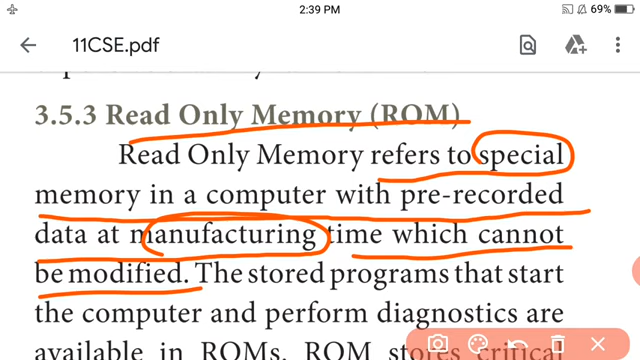 2:39 PM
69%
11CSE.pdf
3.5.3 Read Only Memory (ROM)
Read Only Memory refers to special
memory in a computer with pre-recorded
data at manufacturing time which cannot
be modified. The stored programs that start
the computer and perform diagnostics are
available in ROMs. ROM stores critical